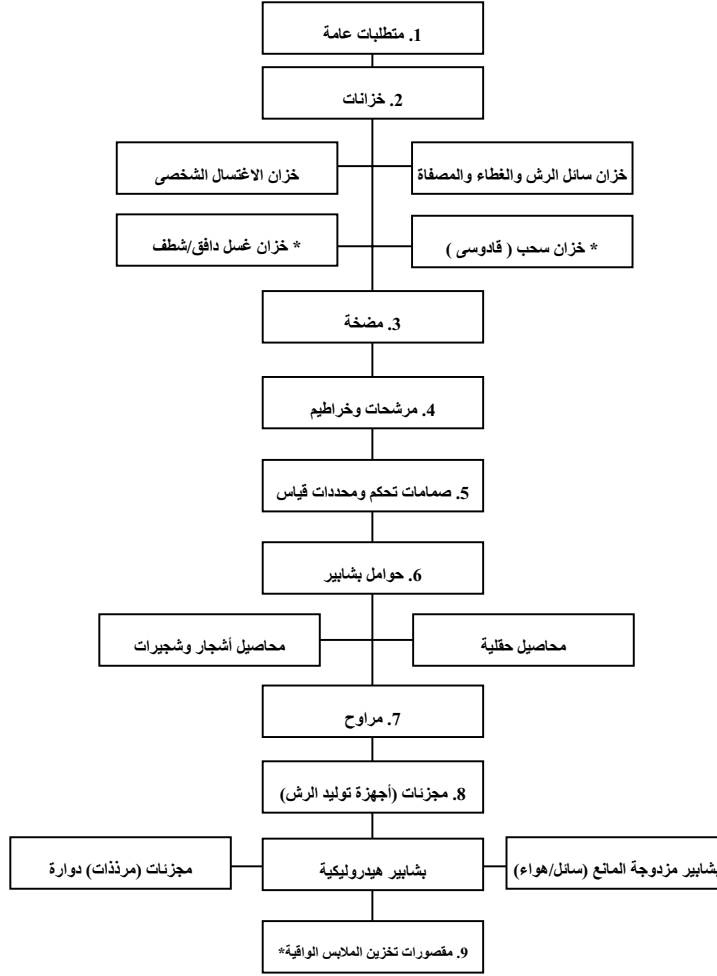 1. متطلبات عامة
2. خزانات
خزان سائل الرش والغطاء والمصفاة
خزان الاغتسال الشخصى
* خزان سحب ( قادوسى )
* خزان غسل دافق/شطف
3. مضخة
4. مرشحات وخراطيم
5. صمامات تحكم ومحددات قياس
6. حوامل بشابير
محاصيل حقلية
محاصيل أشجار وشجيرات
7. مراوح
8. مجزئات (أجهزة توليد الرش)
بشابير مزدوجة المائع (سائل/هواء)
بشابير هيدروليكية
مجزئات (مرذذات) دوارة
9. مقصورات تخزين الملابس الواقية*